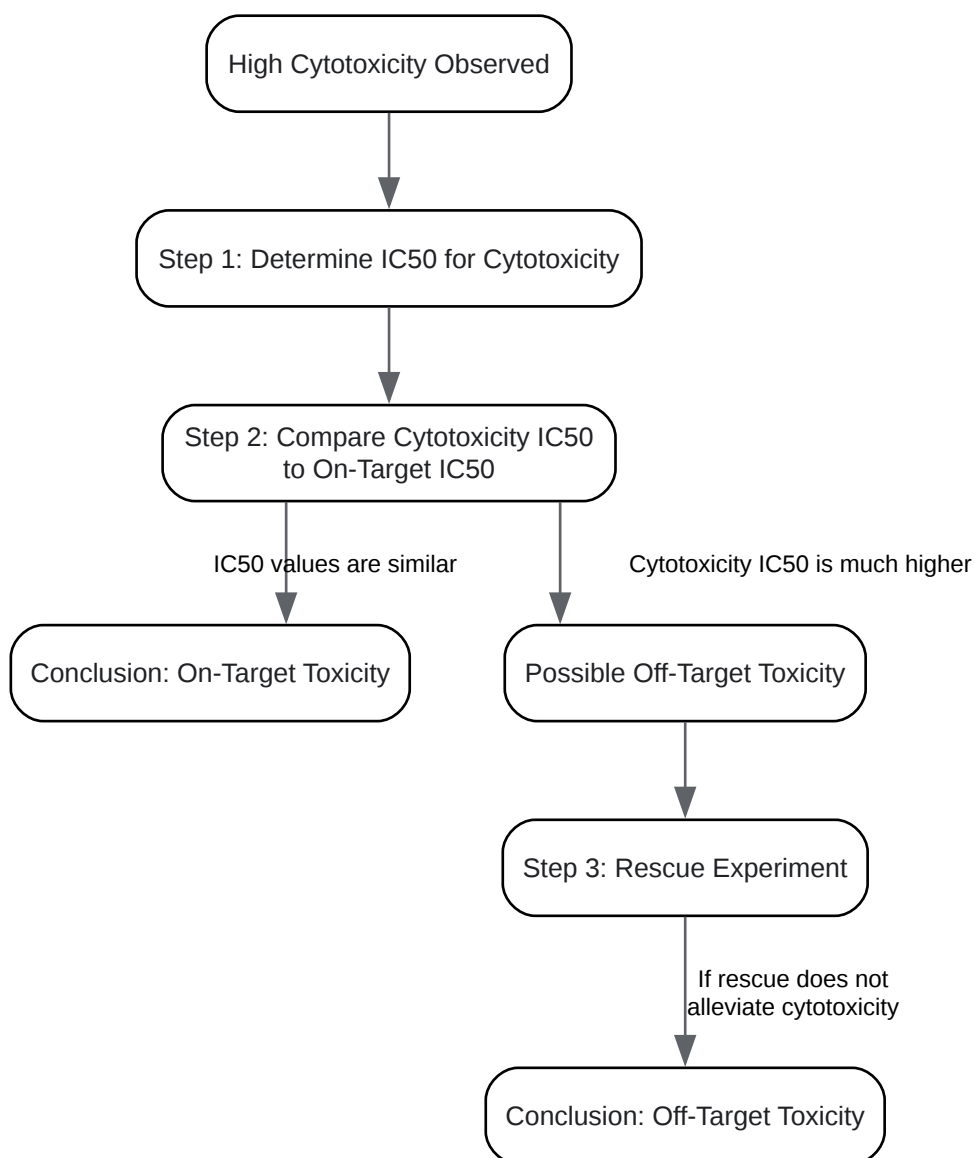 High Cytotoxicity Observed
Step 1: Determine IC50 for Cytotoxicity
Step 2: Compare Cytotoxicity IC50
to On-Target IC50
IC50 values are similar
Cytotoxicity IC50 is much higher
Conclusion: On-Target Toxicity
Possible Off-Target Toxicity
Step 3: Rescue Experiment
If rescue does not
alleviate cytotoxicity
Conclusion: Off-Target Toxicity